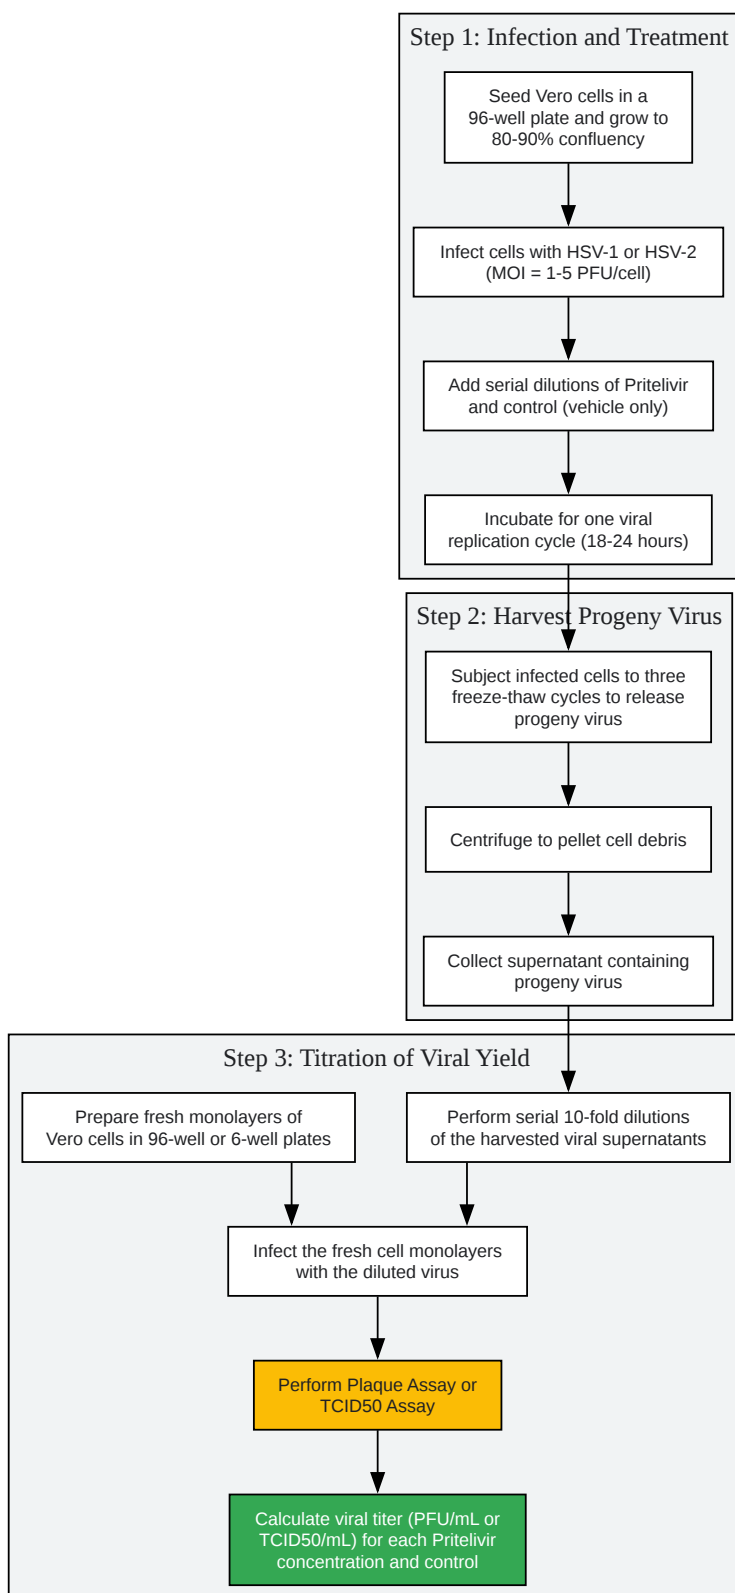 Step 1: Infection and Treatment
Seed Vero cells in a
96-well plate and grow to
80-90% confluency
Infect cells with HSV-1 or HSV-2
(MOI = 1-5 PFU/cell)
Add serial dilutions of Pritelivir
and control (vehicle only)
Incubate for one viral
replication cycle (18-24 hours)
Step 2: Harvest Progeny Virus
Subject infected cells to three
freeze-thaw cycles to release
progeny virus
Centrifuge to pellet cell debris
Collect supernatant containing
progeny virus
Step 3: Titration of Viral Yield
Prepare fresh monolayers of
Vero cells in 96-well or 6-well plates
Perform serial 10-fold dilutions
of the harvested viral supernatants
Infect the fresh cell monolayers
with the diluted virus
Perform Plaque Assay or
TCID50 Assay
Calculate viral titer (PFU/mL or
TCID50/mL) for each Pritelivir
concentration and control